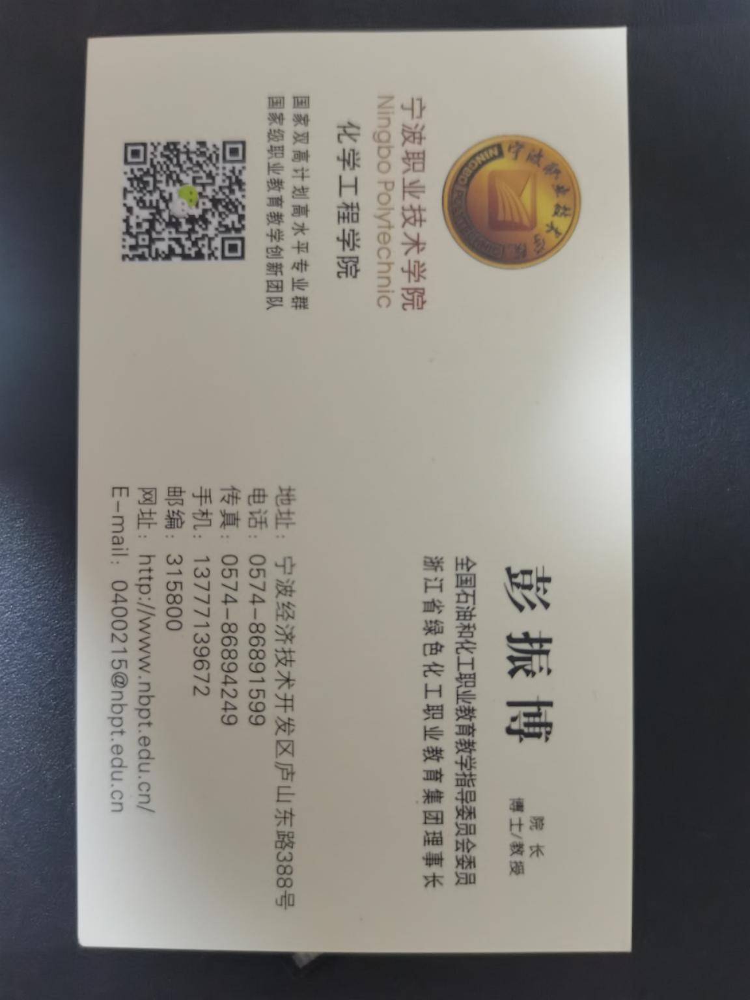 宁波职业技术学院
NINGBO POLYTECHNIC
宁波职业技术学院
Ningbo Polytechnic
化学工程学院
国家双高计划高水平专业群
国家级职业教育教学创新团队
彭振博
院长
博士/教授
全国石油和化工职业教育教学指导委员会委员
浙江省绿色化工职业教育集团理事长
地址：宁波经济技术开发区庐山东路388号
电话：0574-86891599
传真：0574-86894249
手机：13777139672
邮编：315800
网址：http://www.nbpt.edu.cn/
E-mail：0400215@nbpt.edu.cn